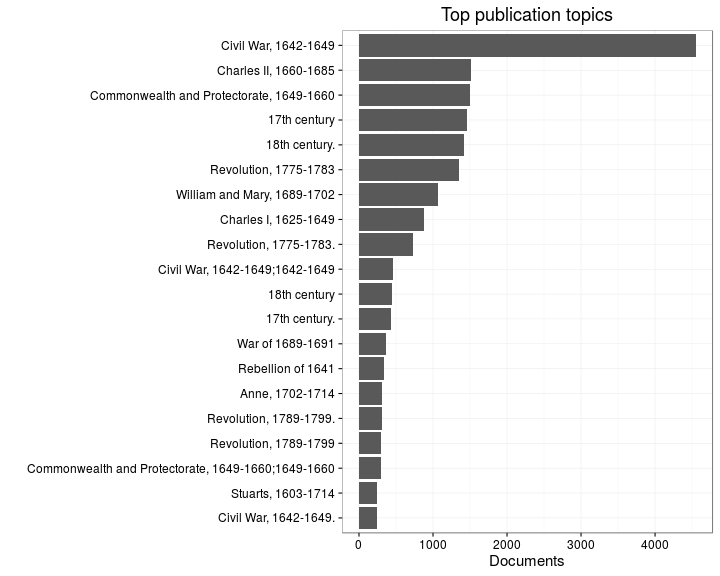 Top publication topics
Civil War, 1642-1649
Charles II, 1660-1685
Commonwealth and Protectorate, 1649-1660
17th century
18th century.
Revolution, 1775-1783
William and Mary, 1689-1702
Charles I, 1625-1649
Revolution, 1775-1783.
Civil War, 1642-1649;1642-1649
18th century
17th century.
War of 1689-1691
Rebellion of 1641
Anne, 1702-1714
Revolution, 1789-1799.
Revolution, 1789-1799
Commonwealth and Protectorate, 1649-1660;1649-1660
Stuarts, 1603-1714
Civil War, 1642-1649.
0 1000 2000 3000 4000
Documents